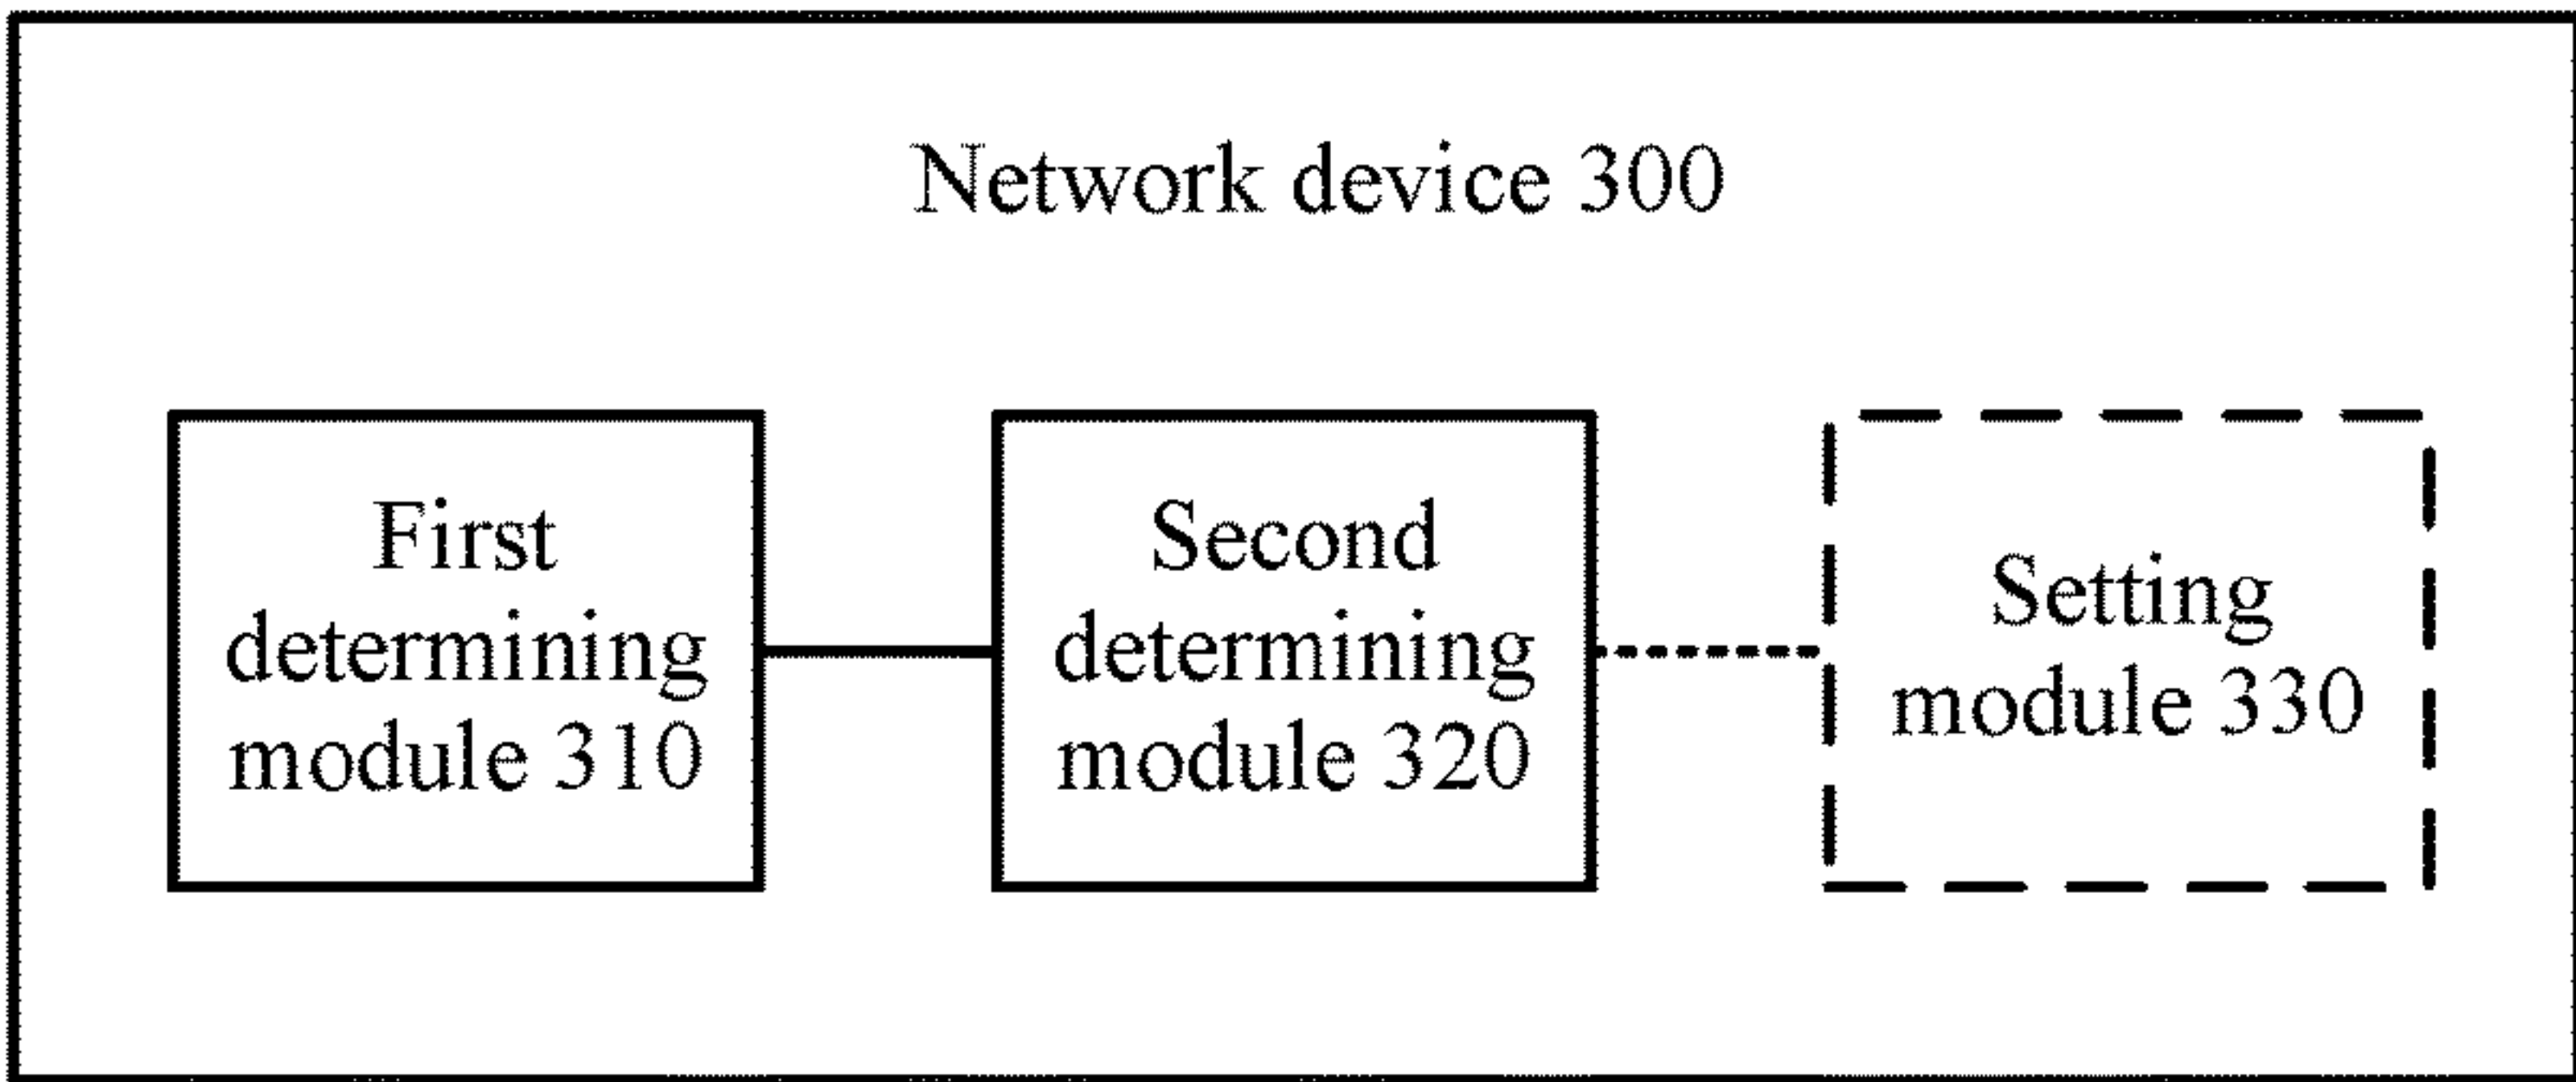 Network device 300
First
determining
module 310
Second
determining
module 320
Setting
module 330